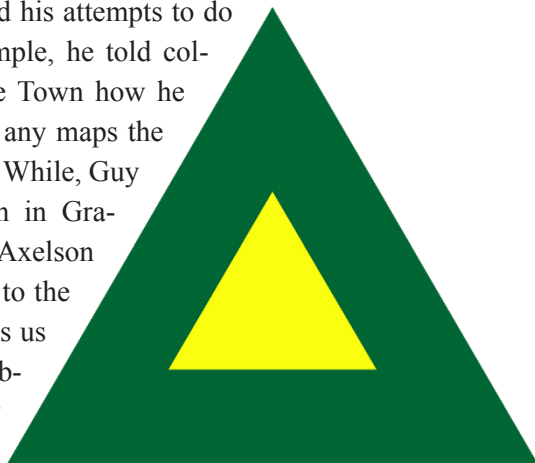 d his attempts to do
mple, he told col-
e Town how he
any maps the
While, Guy
n in Gra-
Axelson
to the
s us
b-